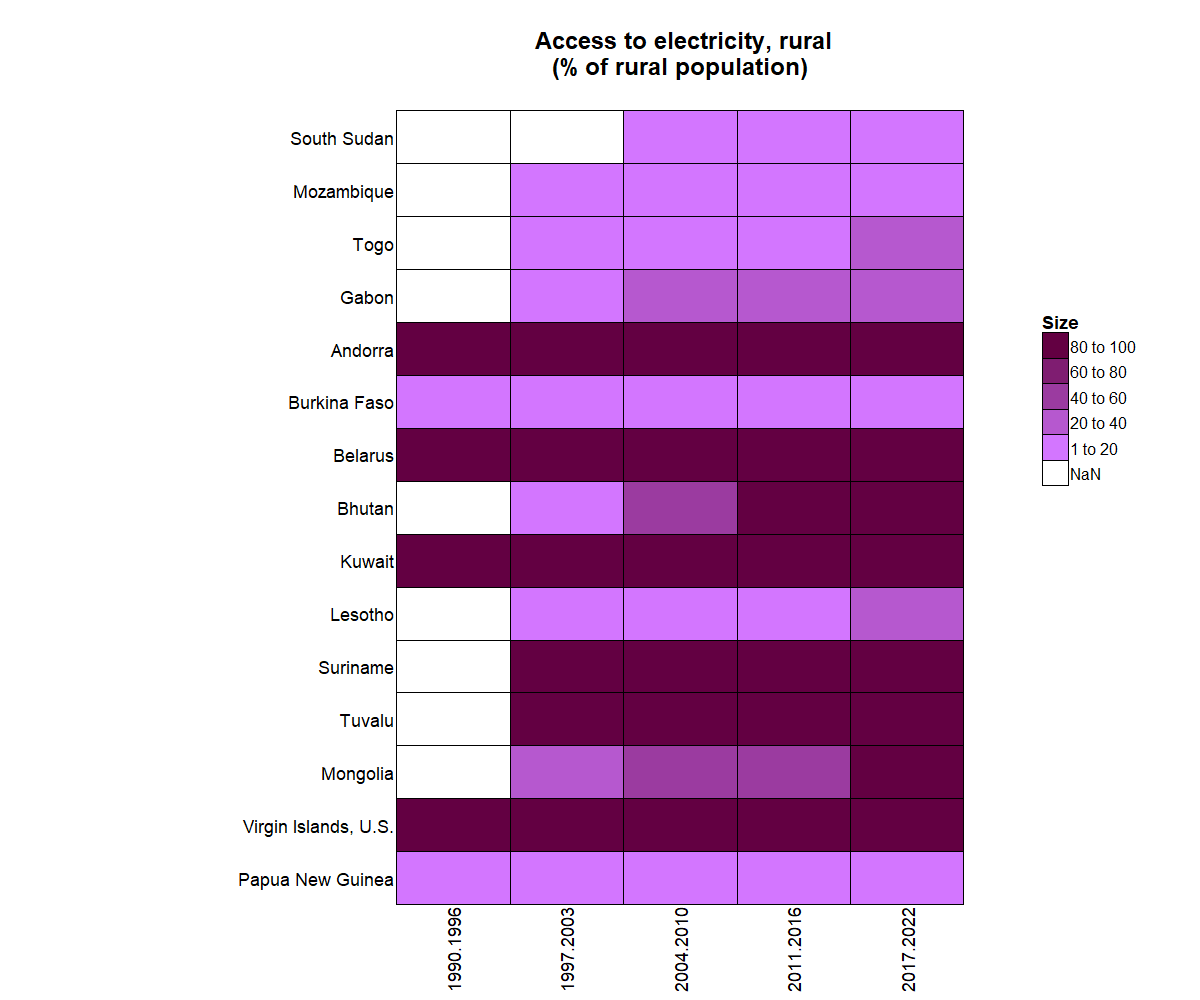 Access to electricity, rural
(% of rural population)
South Sudan
Mozambique
Togo
Gabon
Andorra
Burkina Faso
Belarus
Bhutan
Kuwait
Lesotho
Suriname
Tuvalu
Mongolia
Virgin Islands, U.S.
Papua New Guinea
1990.1996
1997.2003
2004.2010
2011.2016
2017.2022
Size
80 to 100
60 to 80
40 to 60
20 to 40
1 to 20
NaN